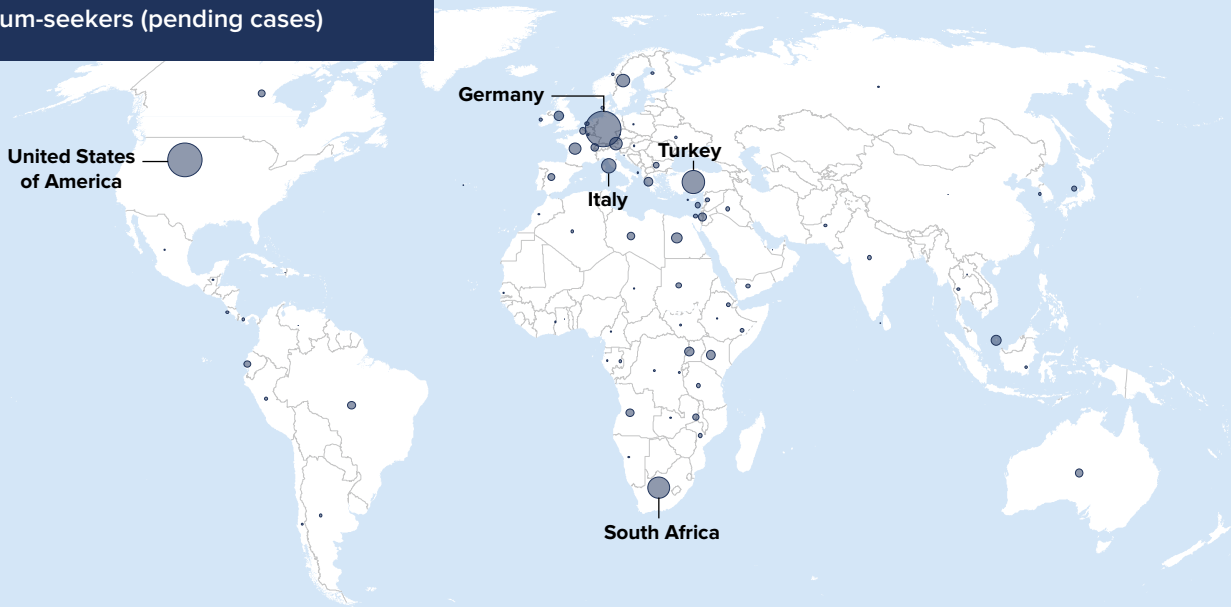 um-seekers (pending cases)
Germany
United States
of America
Turkey
Italy
South Africa